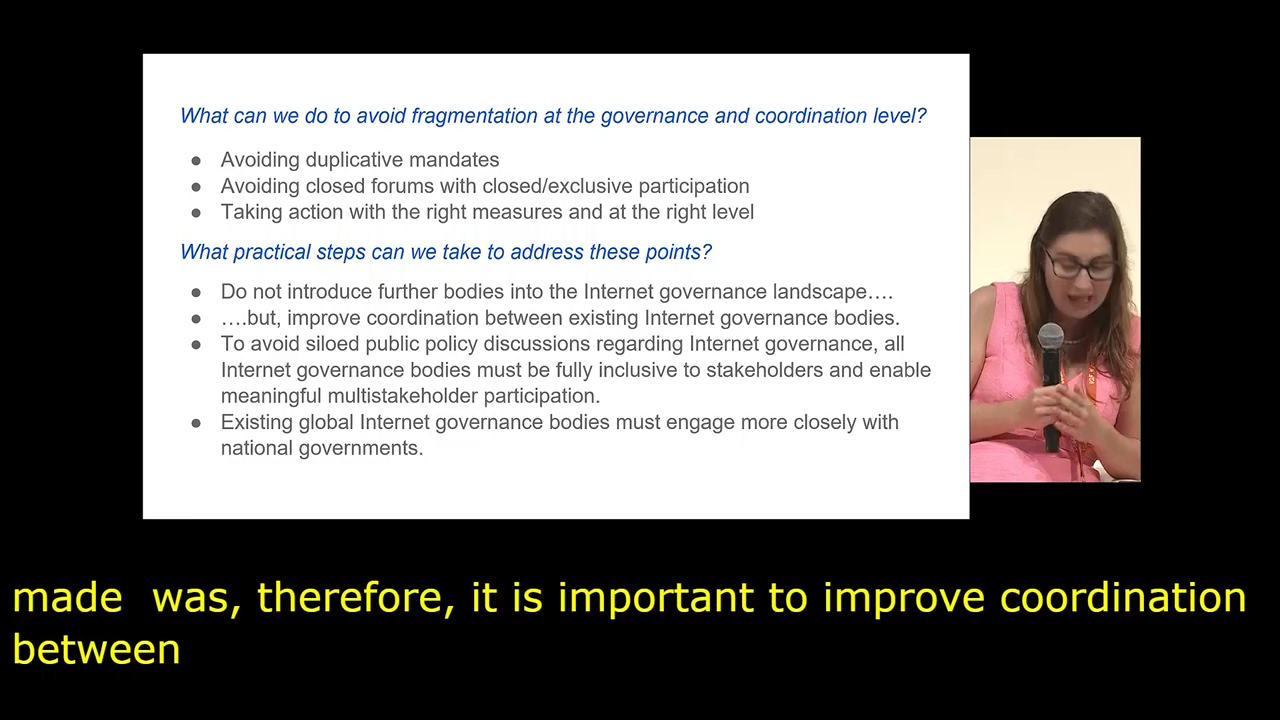 What can we do to avoid fragmentation at the governance and coordination level?
● Avoiding duplicative mandates
● Avoiding closed forums with closed/exclusive participation
● Taking action with the right measures and at the right level
What practical steps can we take to address these points?
● Do not introduce further bodies into the Internet governance landscape….
● ….but, improve coordination between existing Internet governance bodies.
● To avoid siloed public policy discussions regarding Internet governance, all
Internet governance bodies must be fully inclusive to stakeholders and enable
meaningful multistakeholder participation.
● Existing global Internet governance bodies must engage more closely with
national governments.
made  was, therefore, it is important to improve coordination
between